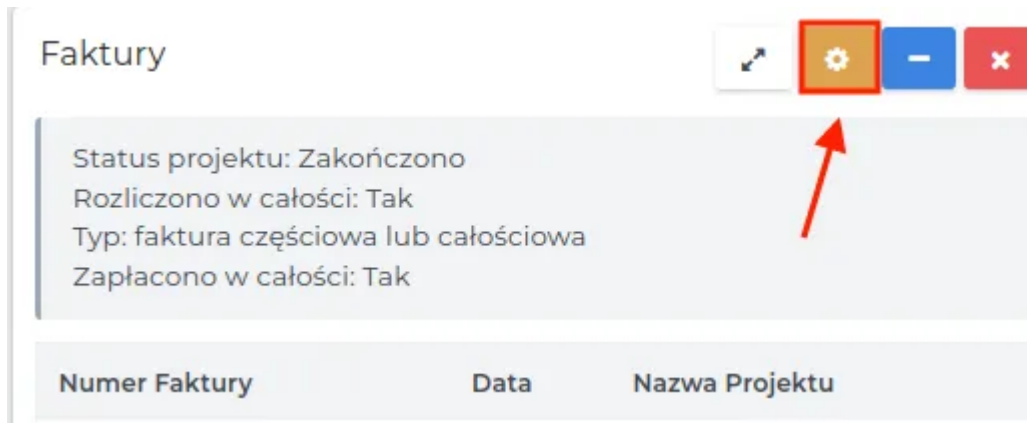 Faktury
Status projektu: Zakończono
Rozliczono w całości: Tak
Typ: faktura częściowa lub całościowa
Zapłacono w całości: Tak
Numer Faktury Data Nazwa Projektu